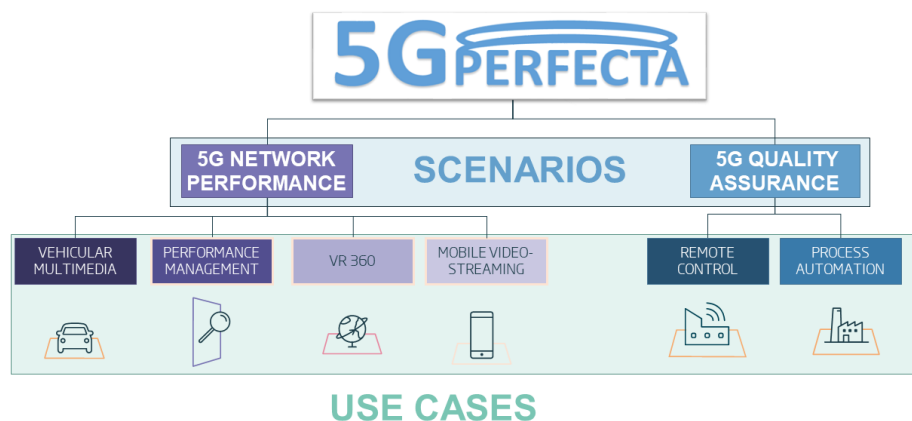 5G PERFECTA
5G NETWORK
PERFORMANCE
SCENARIOS
5G QUALITY
ASSURANCE
VEHICULAR
MULTIMEDIA
PERFORMANCE
MANAGEMENT
VR 360
MOBILE VIDEO-
STREAMING
REMOTE
CONTROL
PROCESS
AUTOMATION
USE CASES